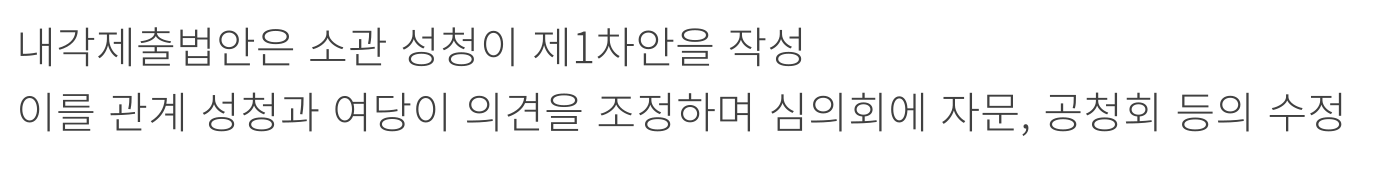 내각제출법안은 소관 성청이 제1차안을 작성
이를 관계 성청과 여당이 의견을 조정하며 심의회에 자문, 공청회 등의 수정